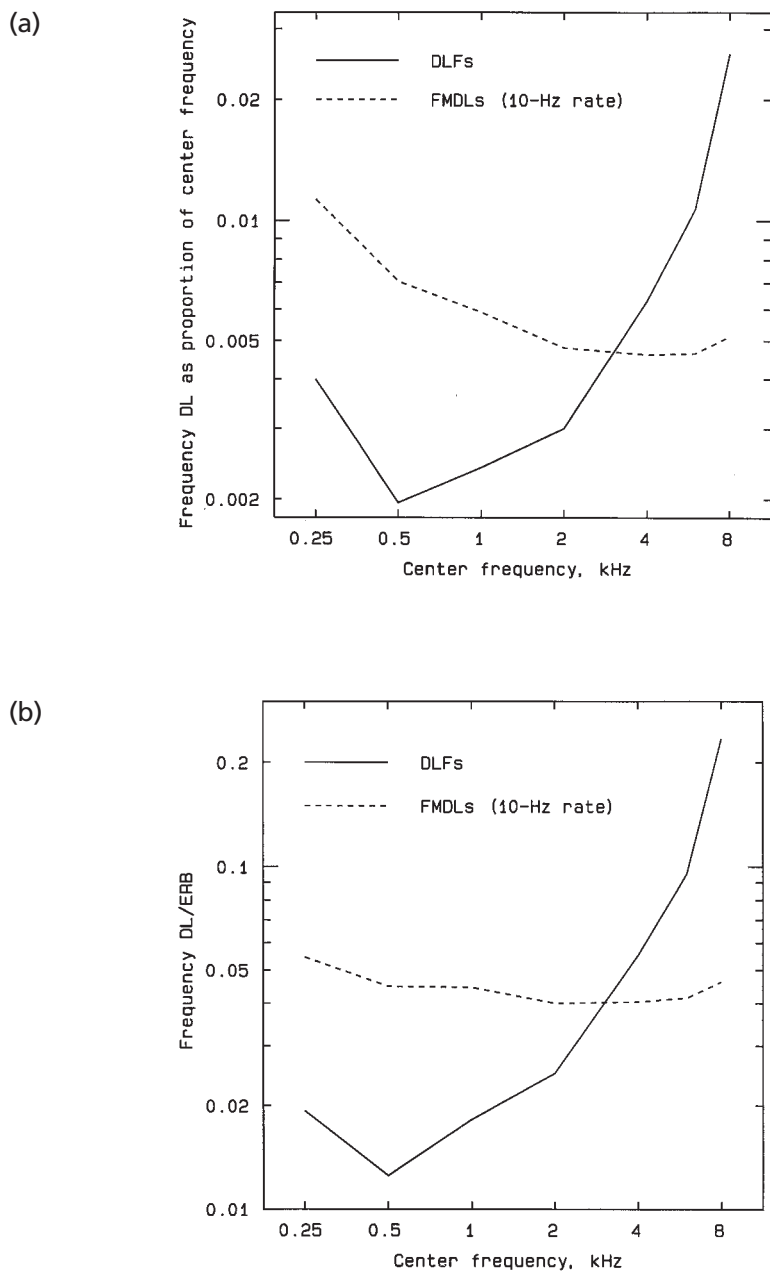 (a)
Frequency DL as proportion of center frequency
DLFs
FMDLs (10-Hz rate)
0.02
0.01
0.005
0.002
0.25 0.5 1 2 4 8
Center frequency, kHz
(b)
Frequency DL/ERB
DLFs
FMDLs (10-Hz rate)
0.2
0.1
0.05
0.02
0.01
0.25 0.5 1 2 4 8
Center frequency, kHz